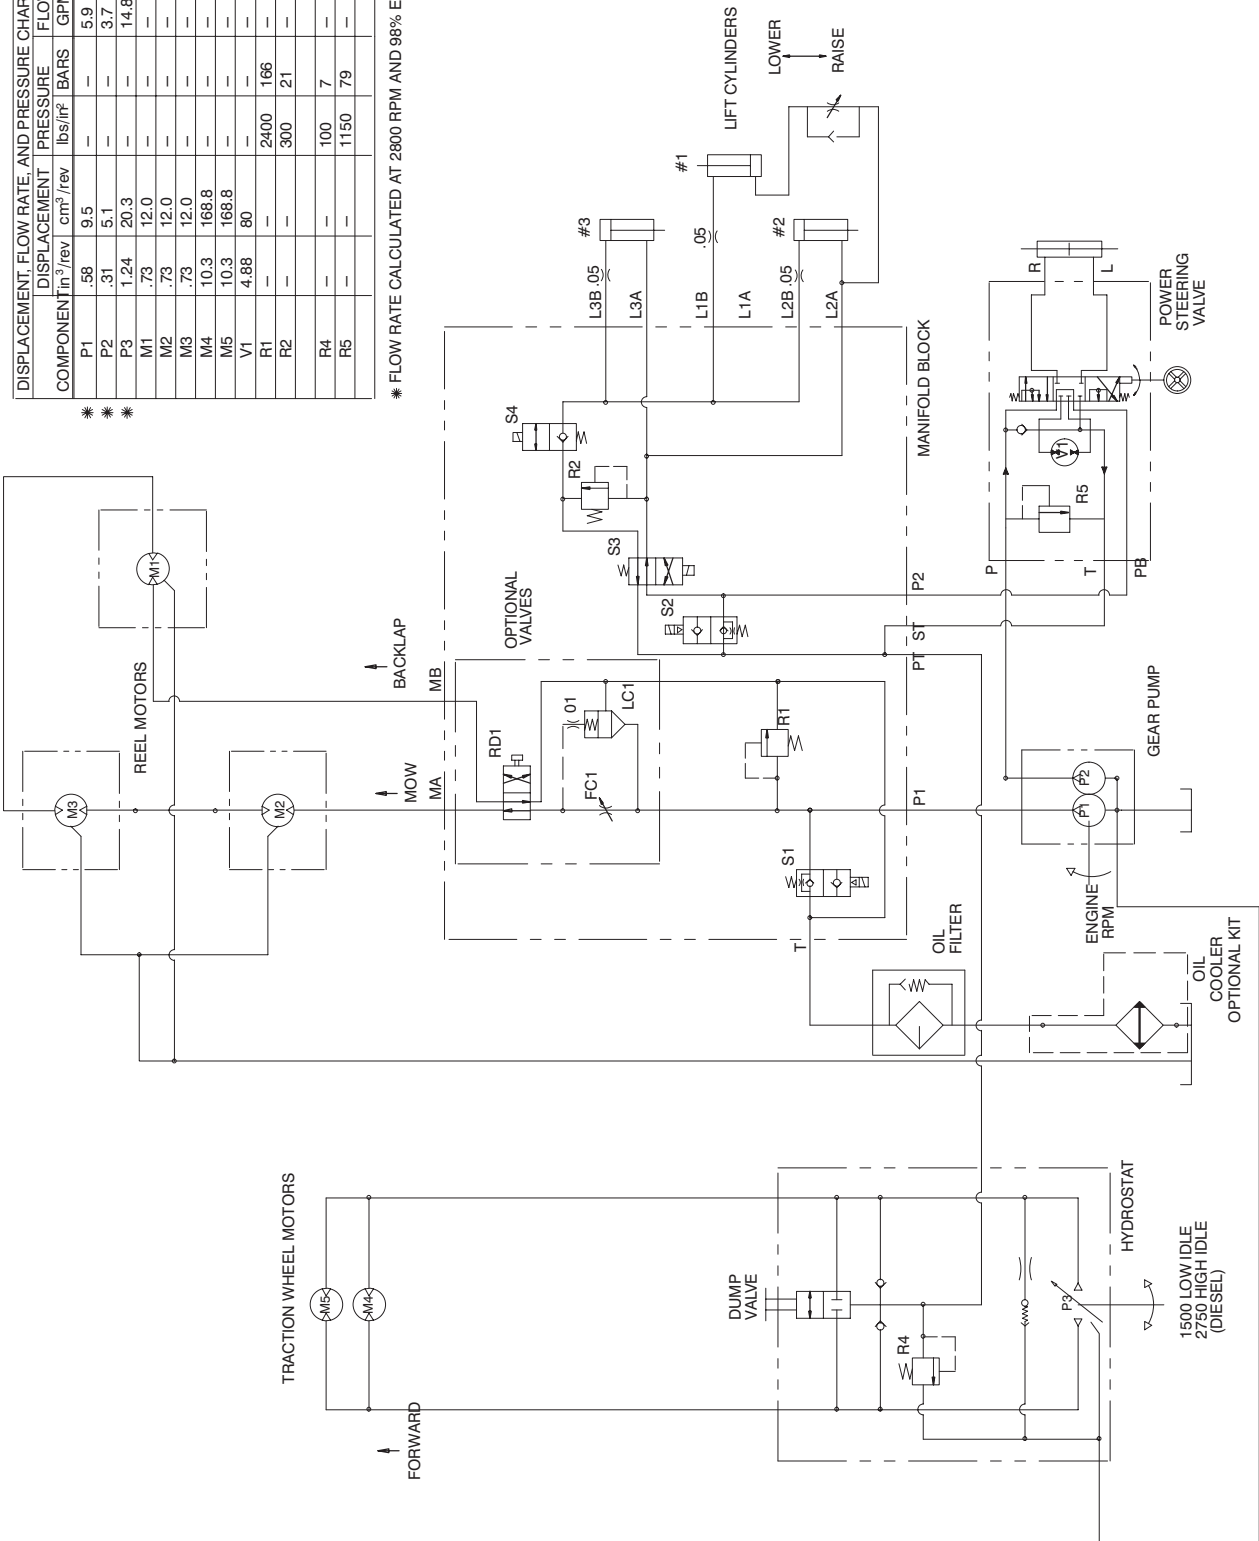 DISPLACEMENT, FLOW RATE, AND PRESSURE CHAR
DISPLACEMENT PRESSURE FLO
COMPONENT in³/rev cm³/rev lbs/in² BARS GPM
* P1 .58 9.5 – – 5.9
* P2 .31 5.1 – – 3.7
* P3 1.24 20.3 – – 14.8
M1 .73 12.0 – – –
M2 .73 12.0 – – –
M3 .73 12.0 – – –
M4 10.3 168.8 – – –
M5 10.3 168.8 – – –
V1 4.88 80 – – –
R1 – – 2400 166 –
R2 – – 300 21 –
R4 – – 100 7 –
R5 – – 1150 79 –
* FLOW RATE CALCULATED AT 2800 RPM AND 98% E
TRACTION WHEEL MOTORS
M5
M4
FORWARD
DUMP
VALVE
R4
P3
HYDROSTAT
1500 LOW IDLE
2750 HIGH IDLE
(DIESEL)
REEL MOTORS
M3
M2
M1
MOW
MA
BACKLAP
MB
OPTIONAL
VALVES
RD1
01
LC1
FC1
R1
S1
T
P1
PT
ST
P2
S2
S3
R2
S4
MANIFOLD BLOCK
L3B
.05
L3A
L1B
.05
L1A
L2B
.05
L2A
#3
#1
#2
LIFT CYLINDERS
LOWER
RAISE
OIL
FILTER
OIL
COOLER
OPTIONAL KIT
ENGINE
RPM
P1
P2
GEAR PUMP
P
T
PB
R5
V1
R
L
POWER
STEERING
VALVE